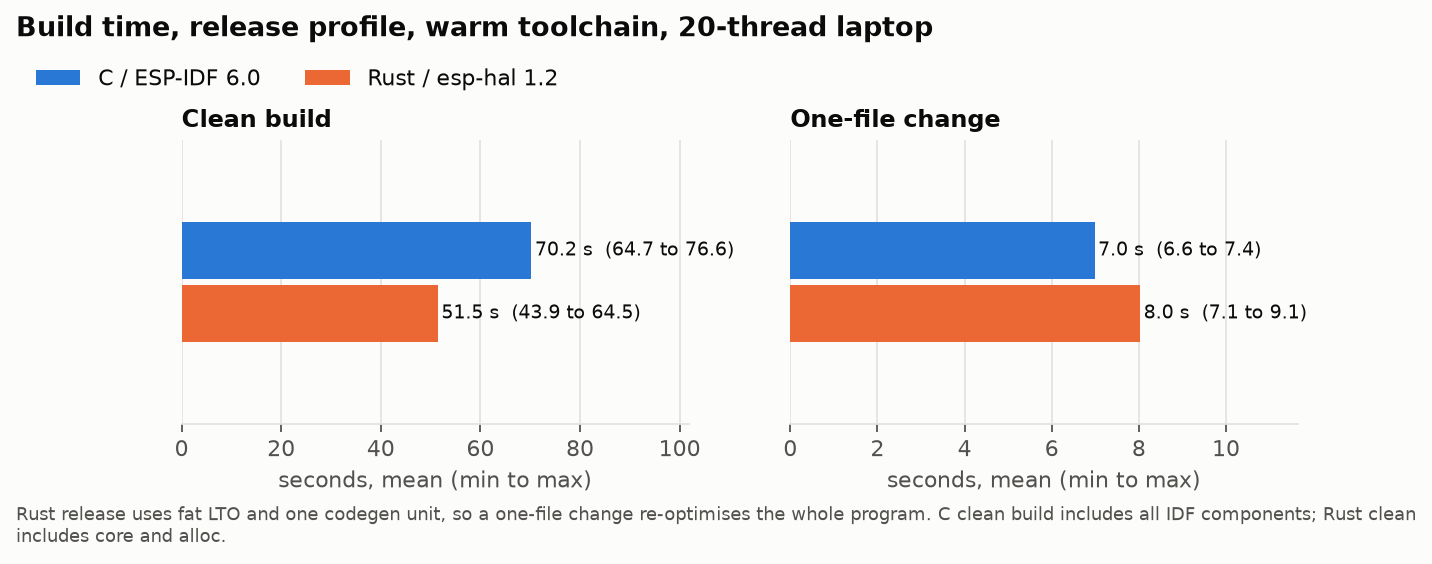 Build time, release profile, warm toolchain, 20-thread laptop
C / ESP-IDF 6.0
Rust / esp-hal 1.2
Clean build
70.2 s (64.7 to 76.6)
51.5 s (43.9 to 64.5)
0 20 40 60 80 100
seconds, mean (min to max)
One-file change
7.0 s (6.6 to 7.4)
8.0 s (7.1 to 9.1)
0 2 4 6 8 10
seconds, mean (min to max)
Rust release uses fat LTO and one codegen unit, so a one-file change re-optimises the whole program. C clean build includes all IDF components; Rust clean
includes core and alloc.